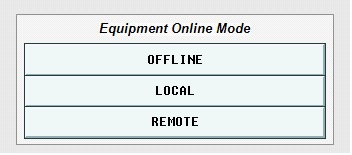 Equipment Online Mode
OFFLINE
LOCAL
REMOTE